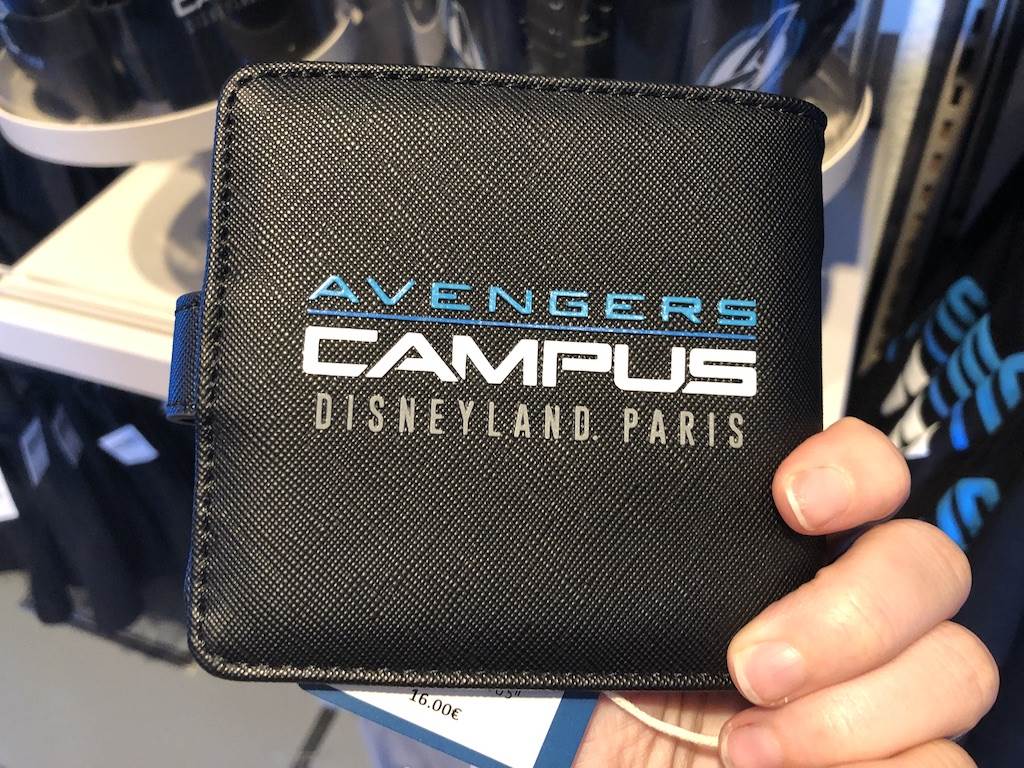 AVENGERS
CAMPUS
DISNEYLAND. PARIS
16.00€